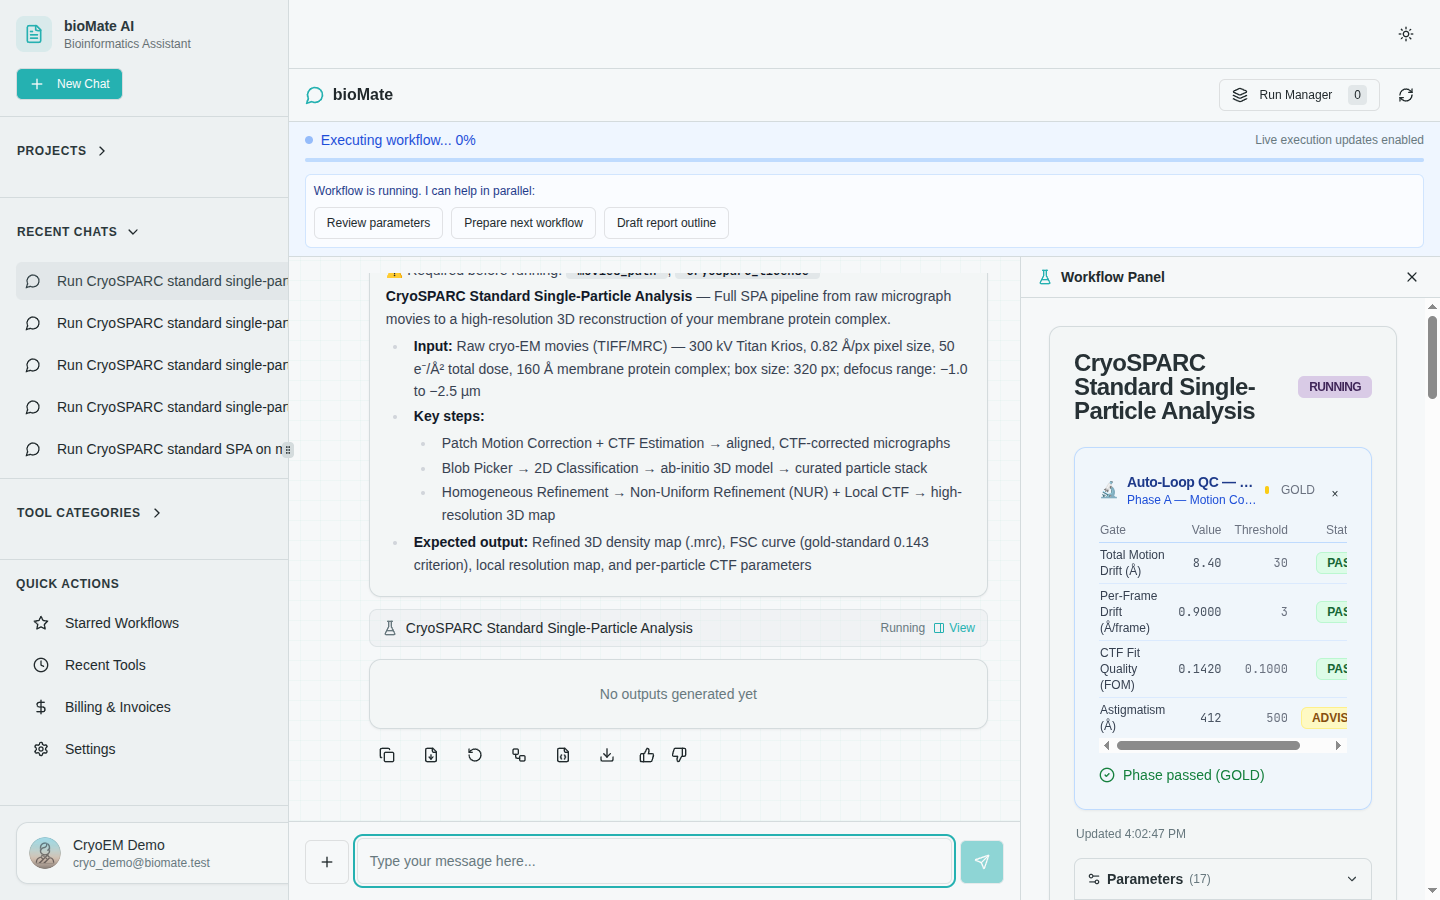 bioMate AI
Bioinformatics Assistant
New Chat
PROJECTS
RECENT CHATS
Run CryoSPARC standard single-par
Run CryoSPARC standard single-par
Run CryoSPARC standard single-par
Run CryoSPARC standard single-par
Run CryoSPARC standard SPA on n
TOOL CATEGORIES
QUICK ACTIONS
Starred Workflows
Recent Tools
Billing & Invoices
Settings
CryoEM Demo
cryo_demo@biomate.test
bioMate
Run Manager 0
Executing workflow... 0%
Live execution updates enabled
Workflow is running. I can help in parallel:
Review parameters
Prepare next workflow
Draft report outline
Required before running: movies_path , cryosparc_license
CryoSPARC Standard Single-Particle Analysis — Full SPA pipeline from raw micrograph
movies to a high-resolution 3D reconstruction of your membrane protein complex.
Input: Raw cryo-EM movies (TIFF/MRC) — 300 kV Titan Krios, 0.82 Å/px pixel size, 50
e⁻/Å² total dose, 160 Å membrane protein complex; box size: 320 px; defocus range: −1.0
to −2.5 µm
Key steps:
Patch Motion Correction + CTF Estimation → aligned, CTF-corrected micrographs
Blob Picker → 2D Classification → ab-initio 3D model → curated particle stack
Homogeneous Refinement → Non-Uniform Refinement (NUR) + Local CTF → high-
resolution 3D map
Expected output: Refined 3D density map (.mrc), FSC curve (gold-standard 0.143
criterion), local resolution map, and per-particle CTF parameters
CryoSPARC Standard Single-Particle Analysis
Running
View
No outputs generated yet
Type your message here...
Workflow Panel
CryoSPARC
Standard Single-
Particle Analysis
RUNNING
Auto-Loop QC — ...
Phase A — Motion Co...
GOLD
×
Gate Value Threshold Stat
Total Motion
Drift (Å)
8.40 30 PAS
Per-Frame
Drift
(Å/frame)
0.9000 3 PAS
CTF Fit
Quality
(FOM)
0.1420 0.1000 PAS
Astigmatism
(Å)
412 500 ADVIS
Phase passed (GOLD)
Updated 4:02:47 PM
Parameters (17)